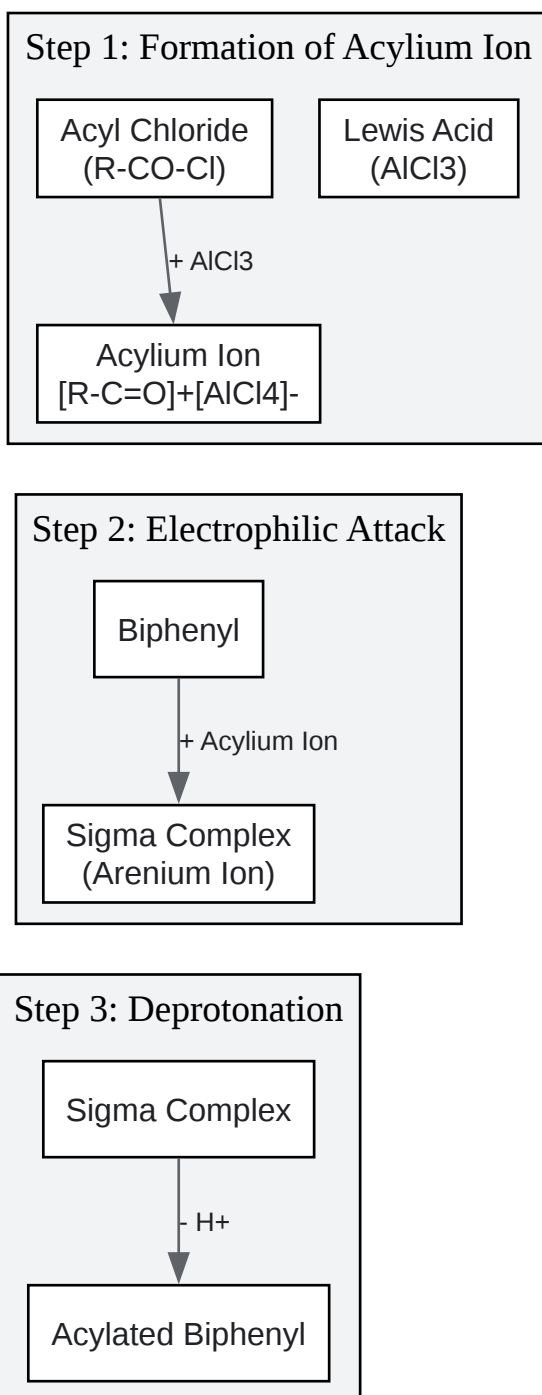 Step 1: Formation of Acylium Ion
Acyl Chloride
(R-CO-Cl)
Lewis Acid
(AlCl3)
+ AlCl3
Acylium Ion
[R-C=O]+[AlCl4]-
Step 2: Electrophilic Attack
Biphenyl
+ Acylium Ion
Sigma Complex
(Arenium Ion)
Step 3: Deprotonation
Sigma Complex
- H+
Acylated Biphenyl